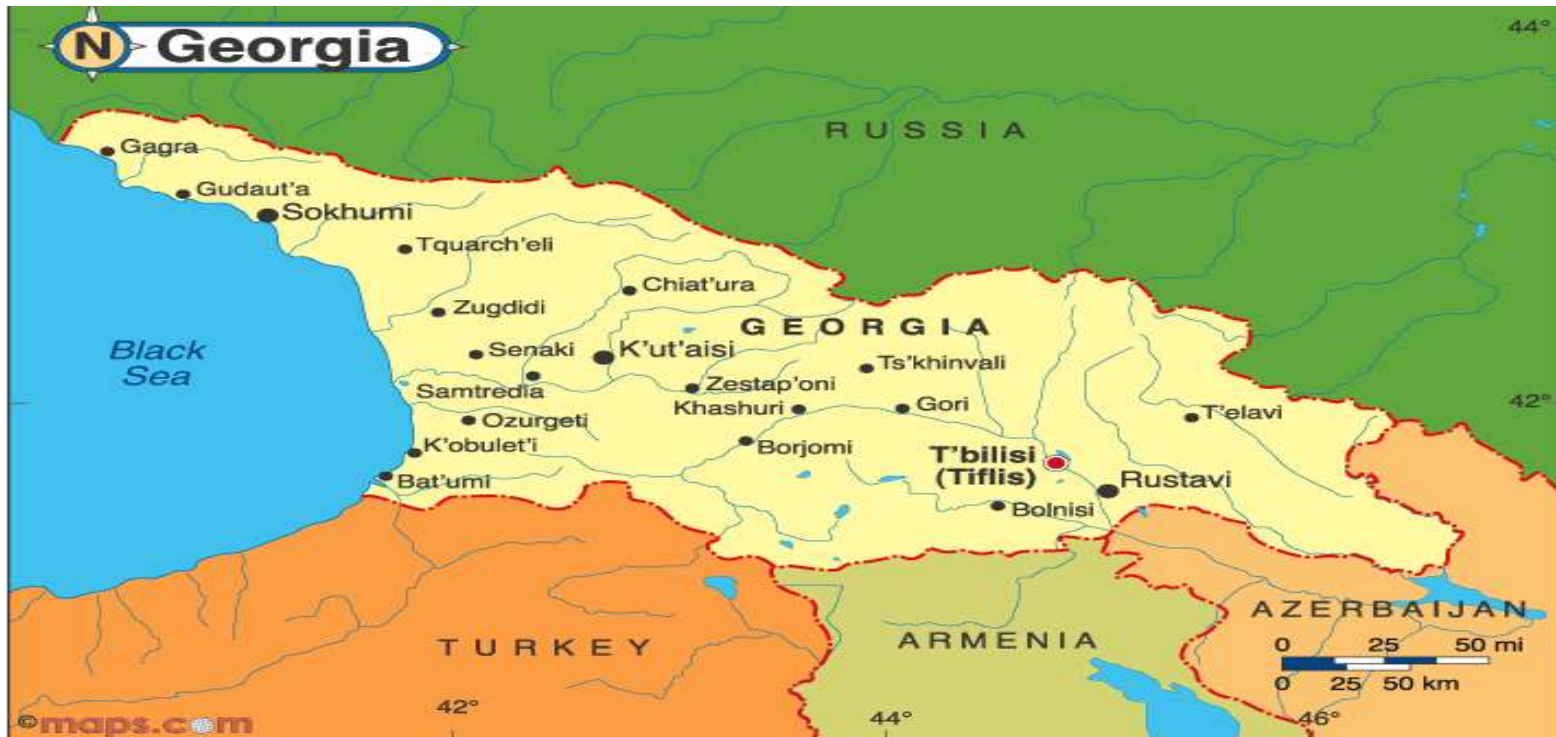 N Georgia
44°
RUSSIA
Gagra
Gudaut'a
Sokhumi
Tquarch'eli
Chiat'ura
Zugdidi
GEORGIA
Black
Sea
Senaki
K'ut'aisi
Ts'khinvali
Samtredia
Zestap'oni
Khashuri
Gori
42°
T'elavi
Ozurgeti
K'obulet'i
Borjomi
T'bilisi
(Tiflis)
Bat'umi
Rustavi
Bolnisi
TURKEY
ARMENIA
AZERBAIJAN
0 25 50 mi
0 25 50 km
42°
44°
46°
©maps.com